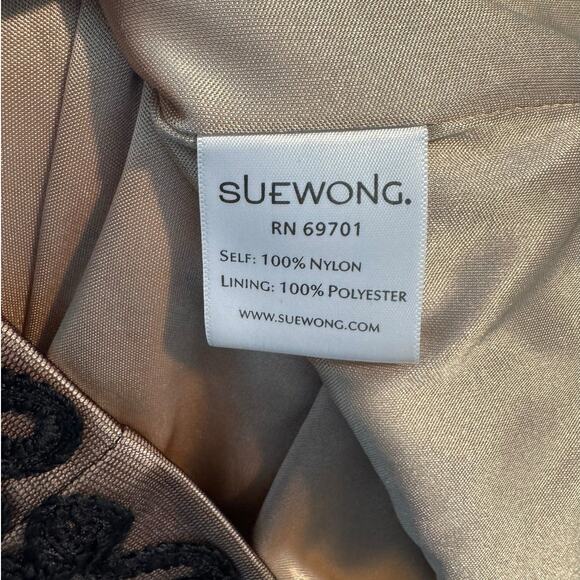 SUEWONG.
RN 69701
SELF: 100% NYLON
LINING: 100% POLYESTER
WWW.SUEWONG.COM